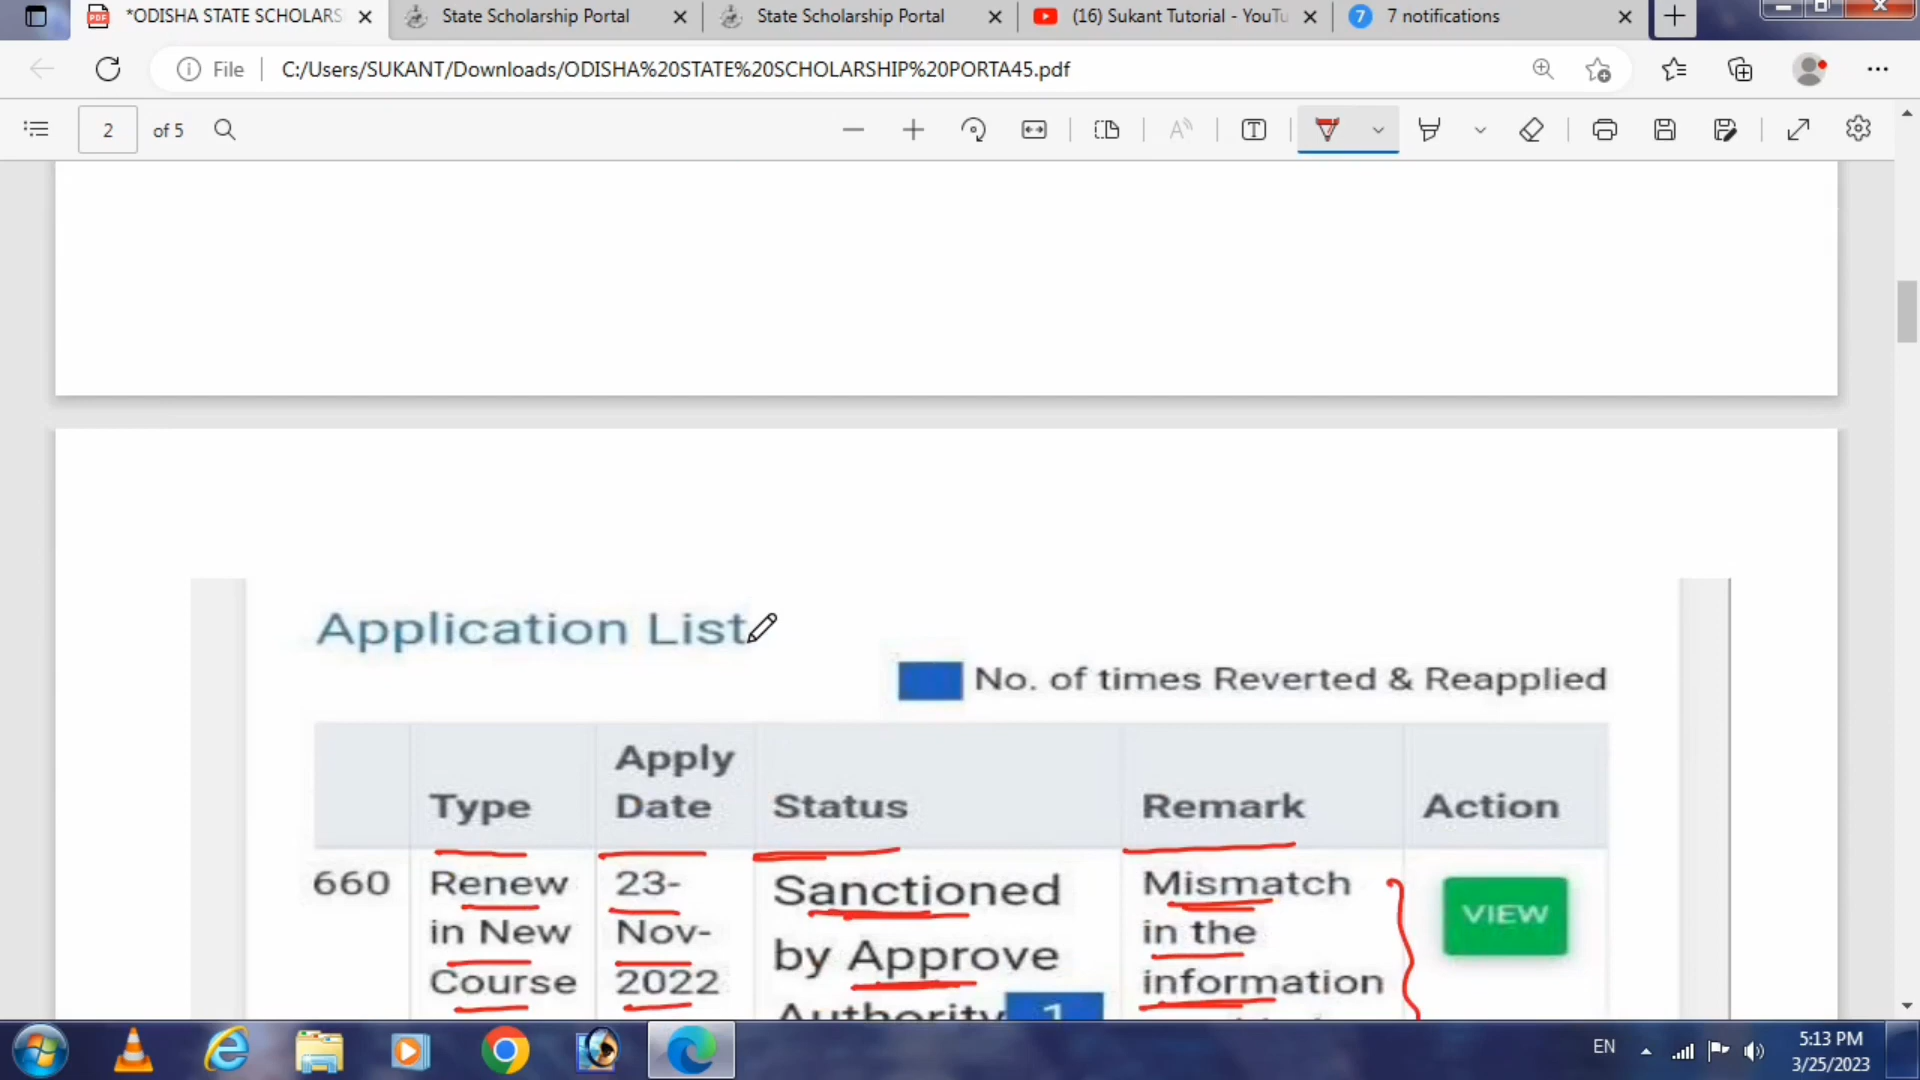 *ODISHA STATE SCHOLARS
State Scholarship Portal
State Scholarship Portal
(16) Sukant Tutorial - YouTu
7
7 notifications
File
C:/Users/SUKANT/Downloads/ODISHA%20STATE%20SCHOLARSHIP%20PORTA45.pdf
2
of 5
Application List
No. of times Reverted & Reapplied
Type
Apply
Date
Status
Remark
Action
660
Renew
in New
Course
23-
Nov-
2022
Sanctioned
by Approve
Authority
1
Mismatch
in the
information
VIEW
EN
5:13 PM
3/25/2023